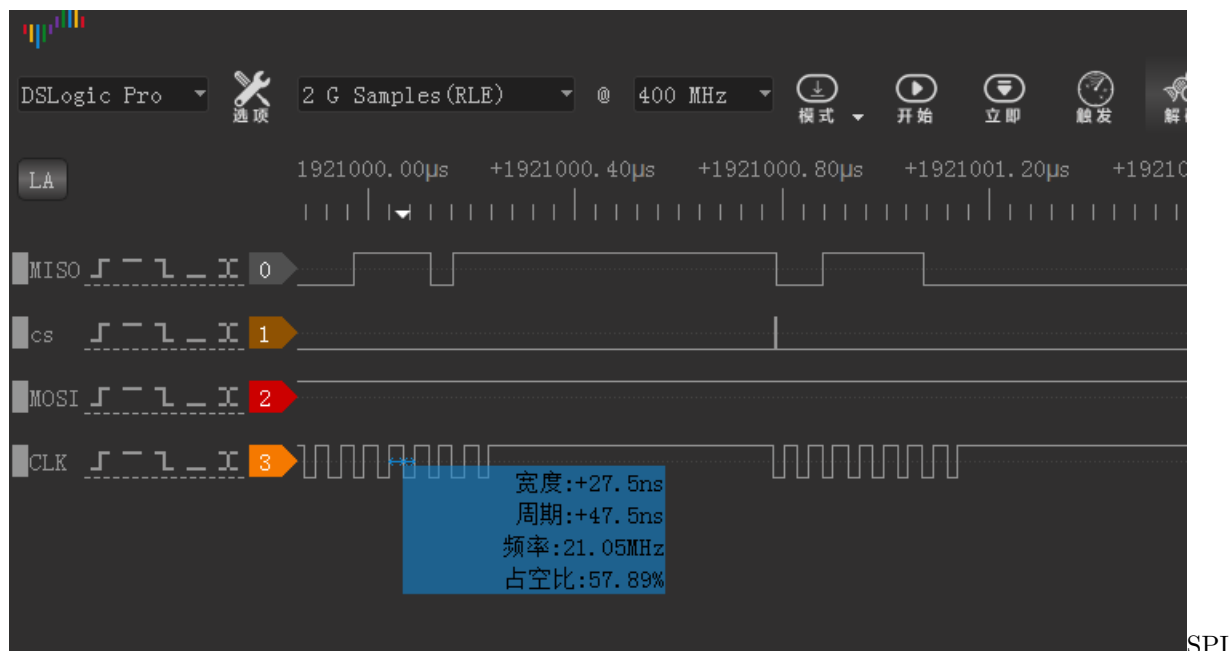 DSLogic Pro 选项 2 G Samples(RLE) @ 400 MHz 模式 开始 立即 触发
LA 1921000.00µs +1921000.40µs +1921000.80µs +1921001.20µs +19210
MISO 0
cs 1
MOSI 2
CLK 3
宽度:+27.5ns
周期:+47.5ns
频率:21.05MHz
占空比:57.89%
SPI